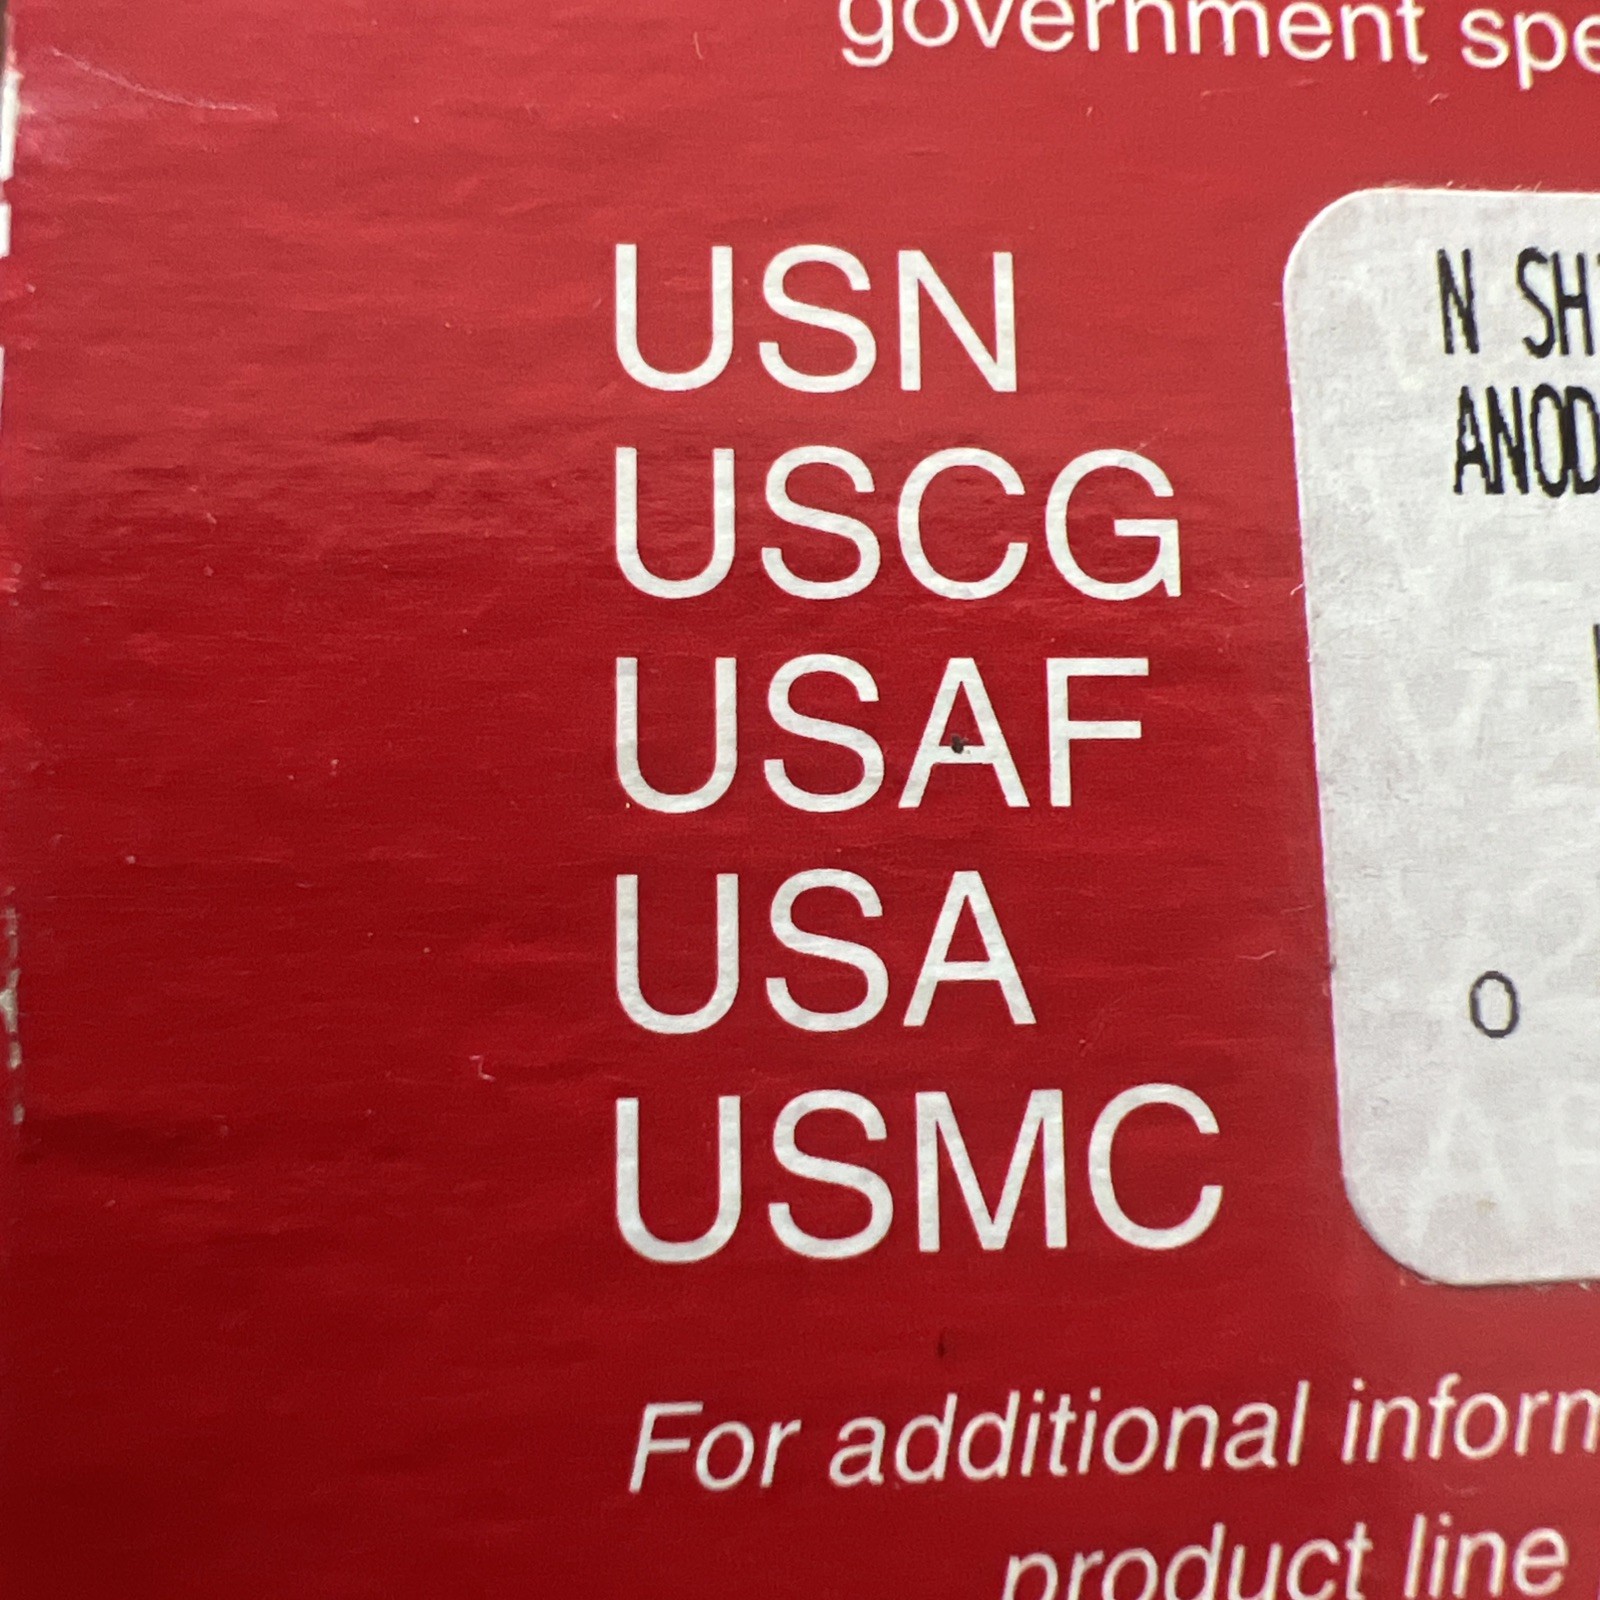 government spe
USN
USCG
USAF
USA
USMC
N SH
ANOD
O
For additional inform
product line